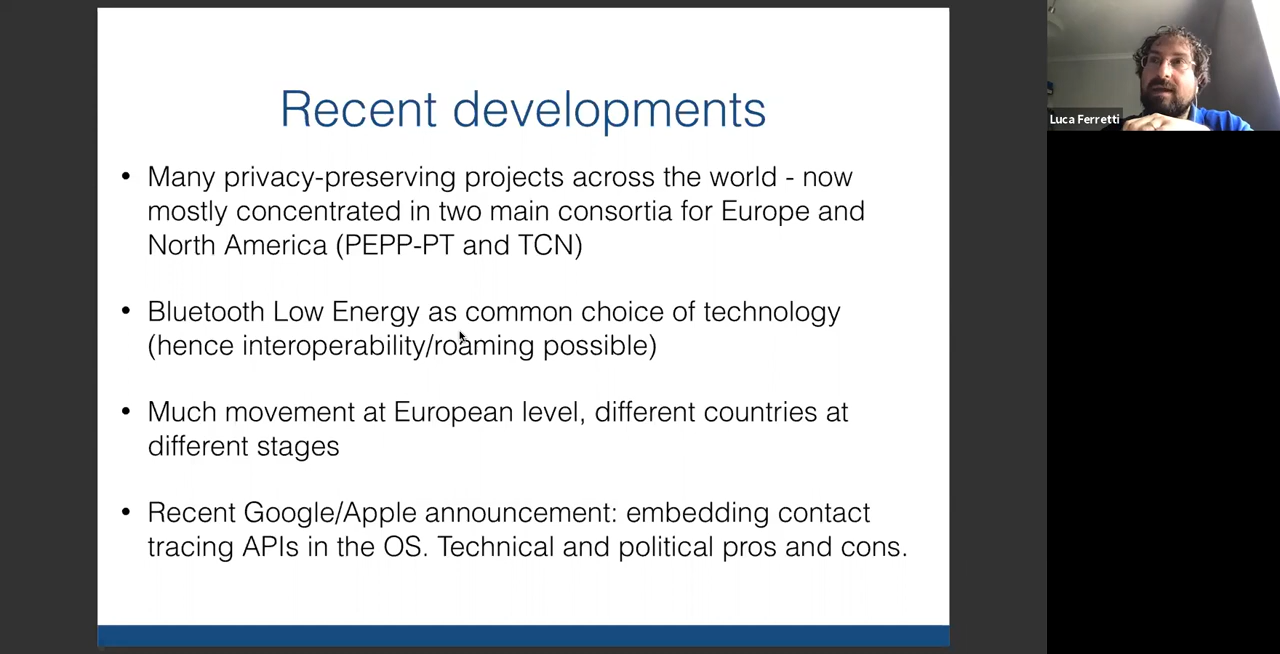 Recent developments
• Many privacy-preserving projects across the world - now
mostly concentrated in two main consortia for Europe and
North America (PEPP-PT and TCN)
• Bluetooth Low Energy as common choice of technology
(hence interoperability/roaming possible)
• Much movement at European level, different countries at
different stages
• Recent Google/Apple announcement: embedding contact
tracing APIs in the OS. Technical and political pros and cons.
Luca Ferretti